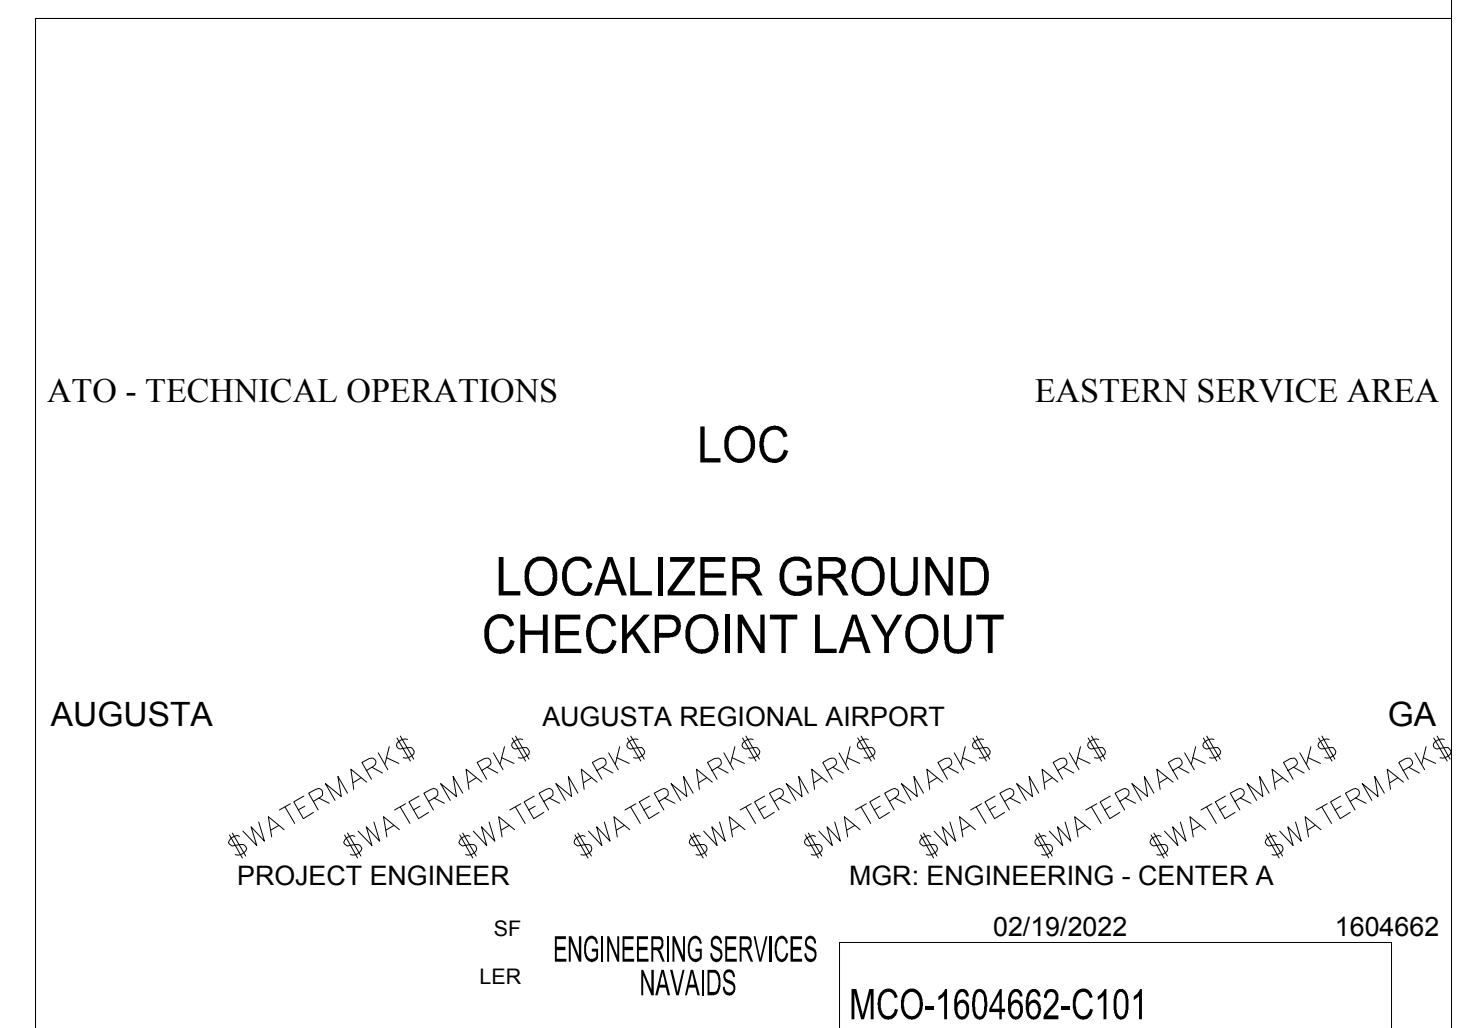 ATO - TECHNICAL OPERATIONS EASTERN SERVICE AREA
LOC
LOCALIZER GROUND
CHECKPOINT LAYOUT
AUGUSTA AUGUSTA REGIONAL AIRPORT GA
$WATERMARK$ $WATERMARK$ $WATERMARK$ $WATERMARK$ $WATERMARK$ $WATERMARK$ $WATERMARK$ $WATERMARK$ $WATERMARK$ $WATERMARK$
PROJECT ENGINEER MGR: ENGINEERING - CENTER A
SF 02/19/2022 1604662
ENGINEERING SERVICES
LER NAVAIDS
MCO-1604662-C101